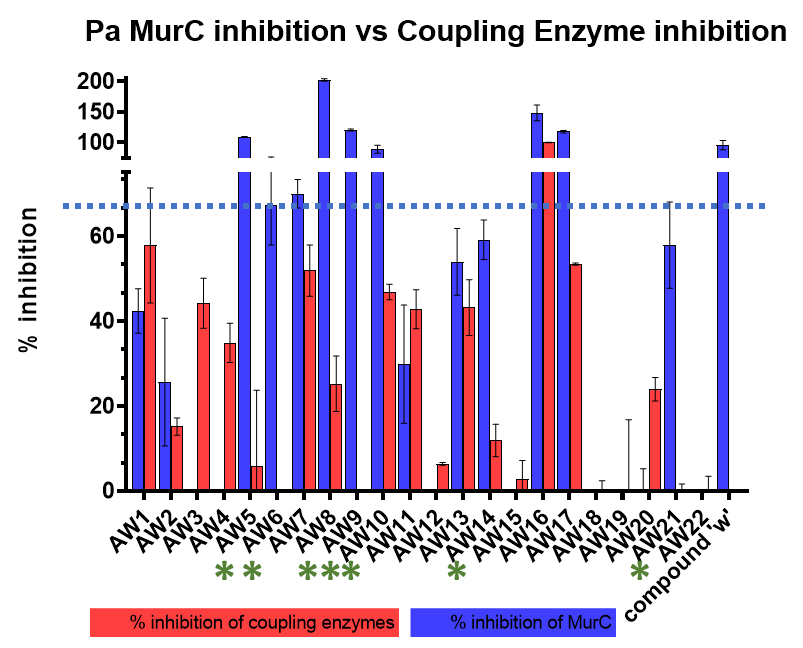 Pa MurC inhibition vs Coupling Enzyme inhibition
% inhibition
200
150
100
60
40
20
0
AW1
AW2
AW3
AW4
AW5
AW6
AW7
AW8
AW9
AW10
AW11
AW12
AW13
AW14
AW15
AW16
AW17
AW18
AW19
AW20
AW21
AW22
compound 'w'
* * * * * * *
% inhibition of coupling enzymes
% inhibition of MurC